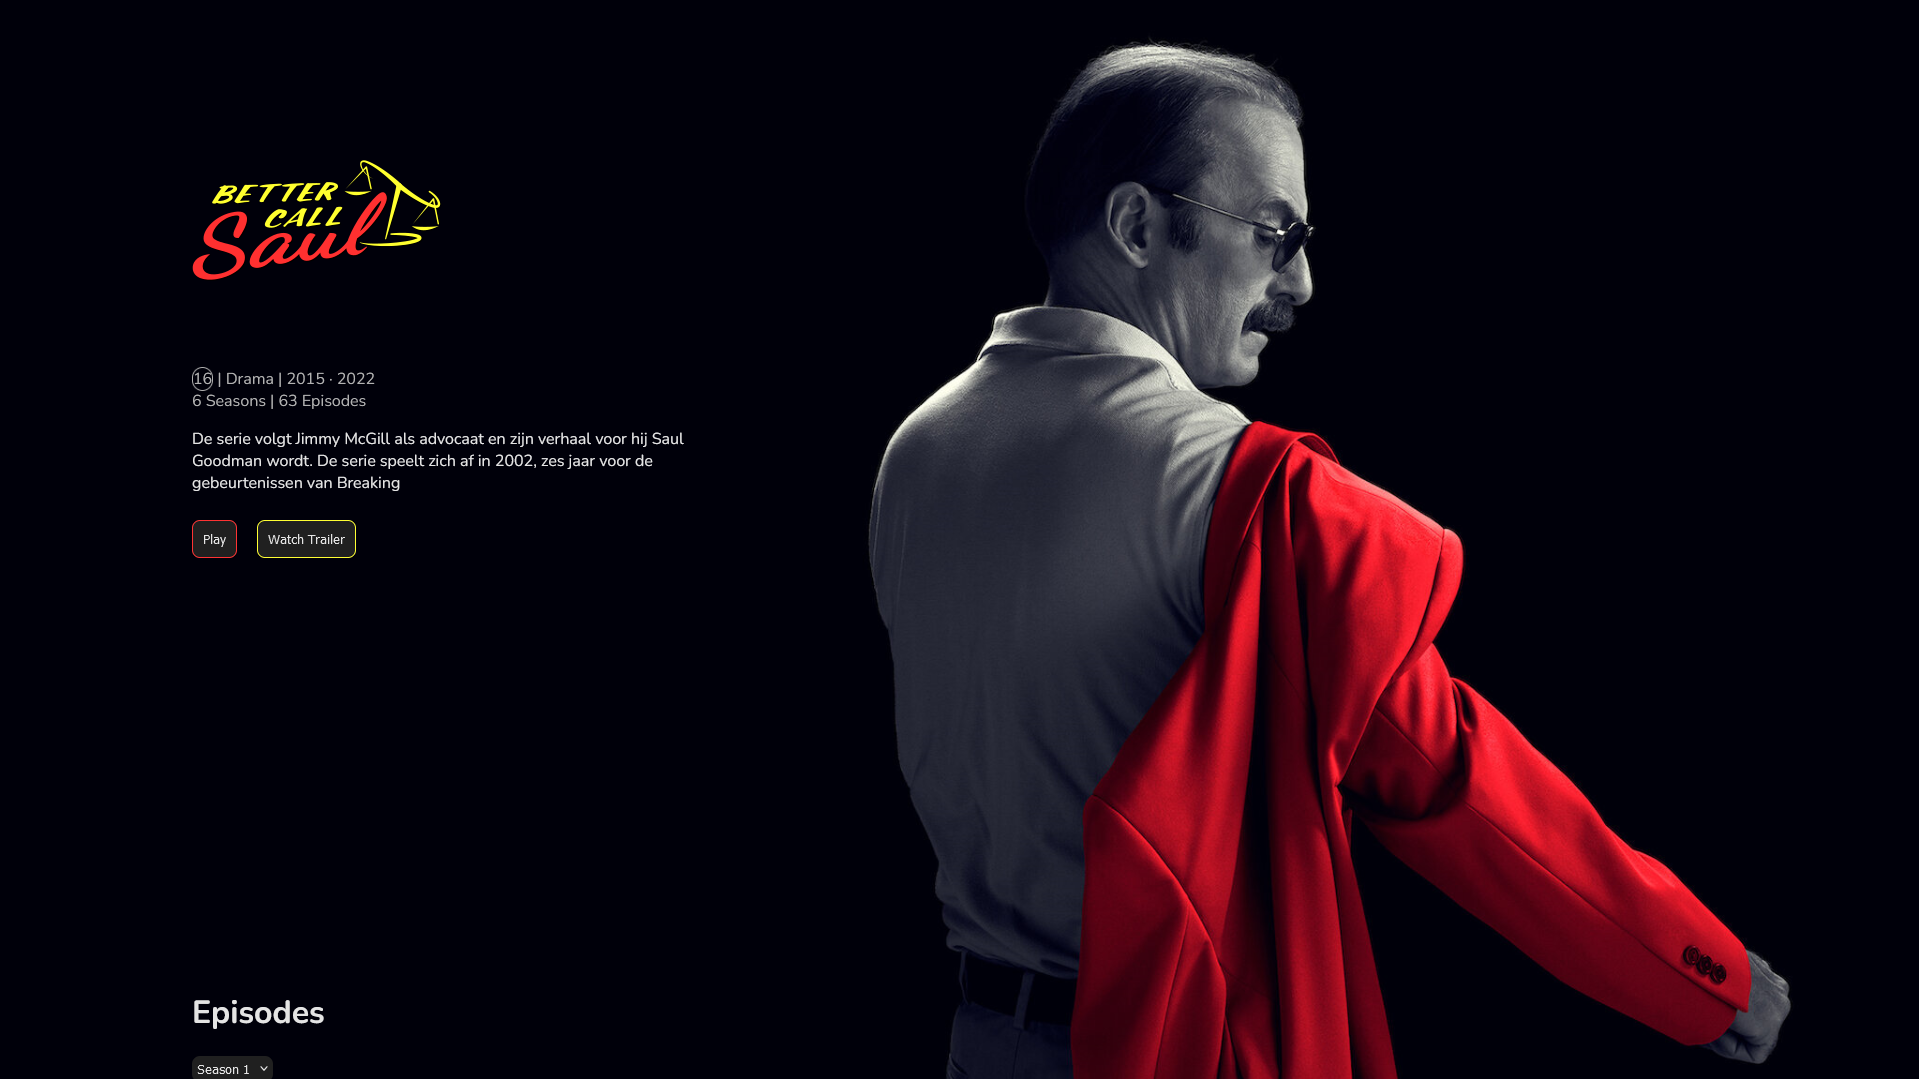 BETTER
CALL
Saul
16 | Drama | 2015 · 2022
6 Seasons | 63 Episodes
De serie volgt Jimmy McGill als advocaat en zijn verhaal voor hij Saul
Goodman wordt. De serie speelt zich af in 2002, zes jaar voor de
gebeurtenissen van Breaking
Play
Watch Trailer
Episodes
Season 1